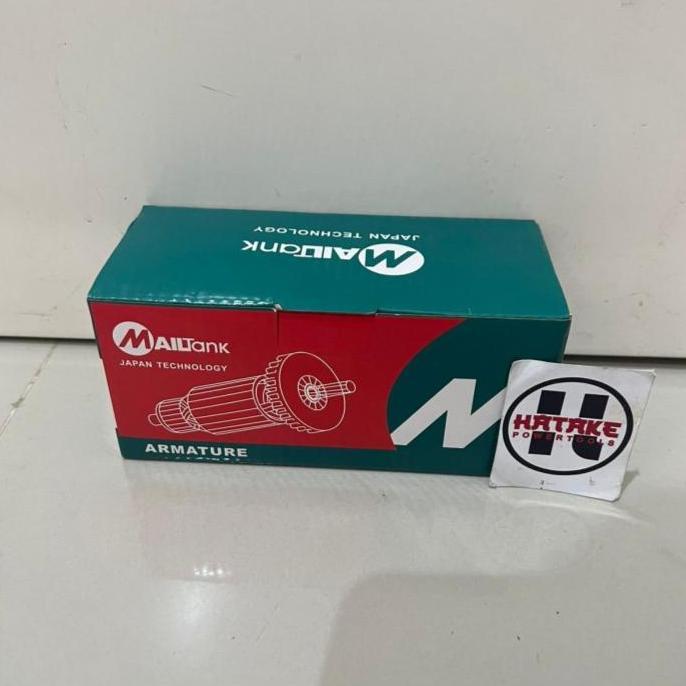 MAILTank
JAPAN TECHNOLOGY
MAILTank
JAPAN TECHNOLOGY
ARMATURE
M
H
HATAKE
POWERTOOLS